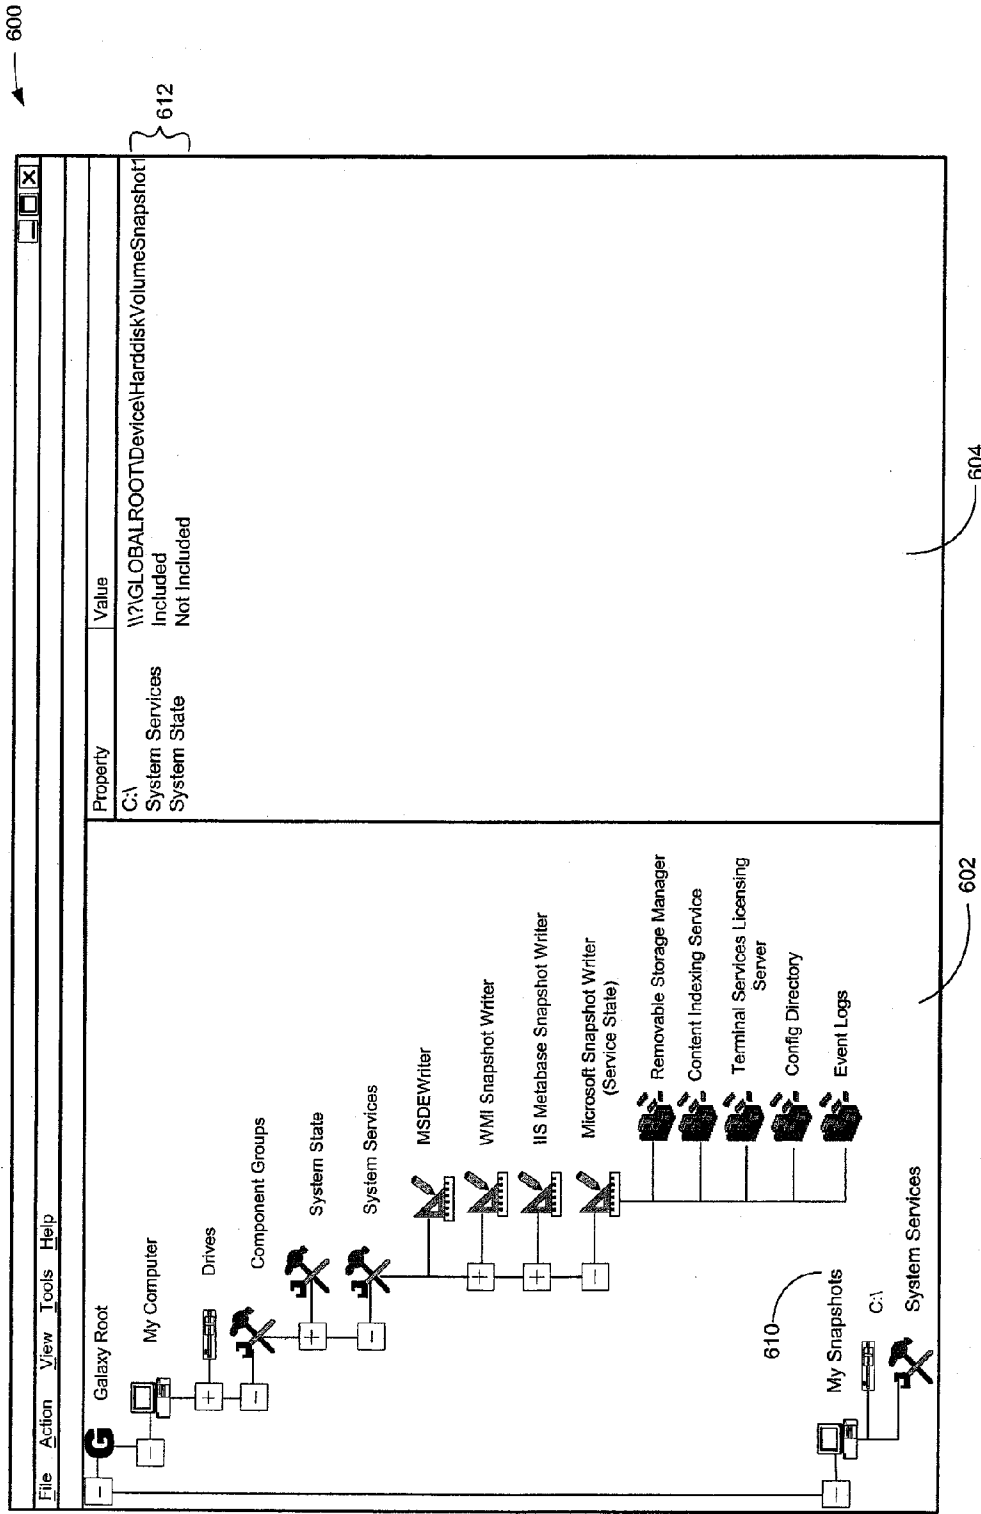 600
File Action View Tools Help
Galaxy Root
My Computer
Drives
Component Groups
System State
System Services
MSDEWriter
WMI Snapshot Writer
IIS Metabase Snapshot Writer
Microsoft Snapshot Writer
(Service State)
Removable Storage Manager
Content Indexing Service
Terminal Services Licensing
Server
Config Directory
Event Logs
610
My Snapshots
C:\
System Services
602
Property Value
C:\ \\?\GLOBALROOT\Device\HarddiskVolumeSnapshot1
System Services Included
System State Not Included
612
604